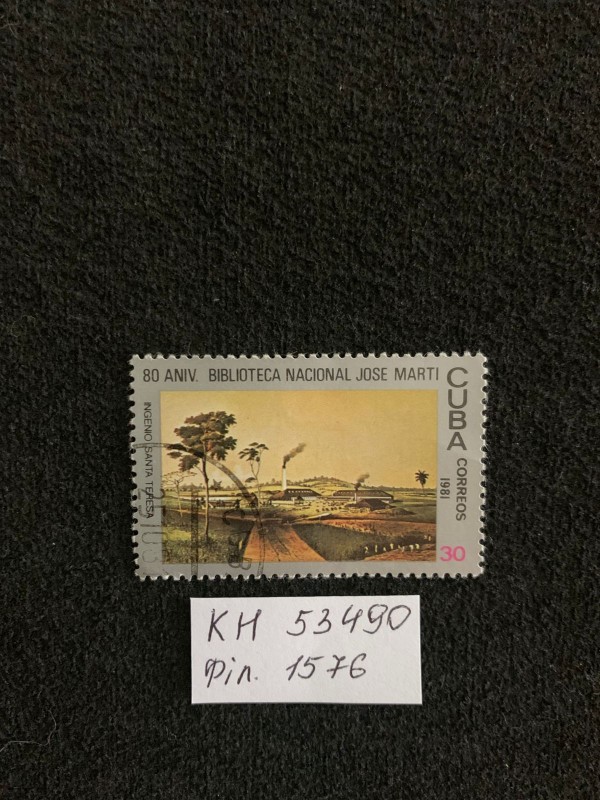 80 ANIV. BIBLIOTECA NACIONAL JOSE MARTI
CUBA
CORREOS
1981
30
INGENIO SANTA TERESA
КН 53490
Філ. 1576